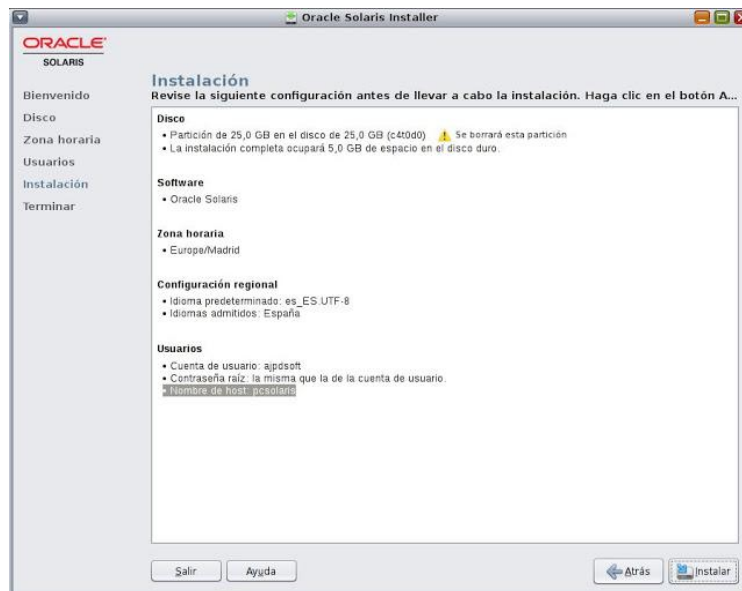 Oracle Solaris Installer
ORACLE
SOLARIS
Bienvenido
Disco
Zona horaria
Usuarios
Instalación
Terminar
Instalación
Revise la siguiente configuración antes de llevar a cabo la instalación. Haga clic en el botón A...
Disco
• Partición de 25,0 GB en el disco de 25,0 GB (c4t0d0) Se borrará esta partición
• La instalación completa ocupará 5,0 GB de espacio en el disco duro.
Software
• Oracle Solaris
Zona horaria
• Europe/Madrid
Configuración regional
• Idioma predeterminado: es_ES.UTF-8
• Idiomas admitidos: España
Usuarios
• Cuenta de usuario: ajpdsoft
• Contraseña raíz: la misma que la de la cuenta de usuario.
• Nombre de host: pcsolaris
Salir Ayuda Atrás Instalar